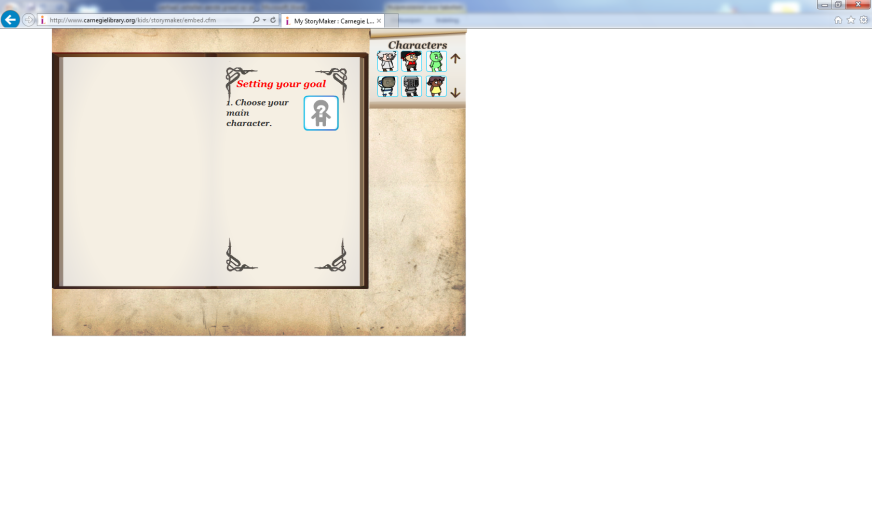 http://www.carnegielibrary.org/kids/storymaker/embed.cfm
My StoryMaker : Carnegie L...
Characters
Setting your goal
1. Choose your
main
character.
?